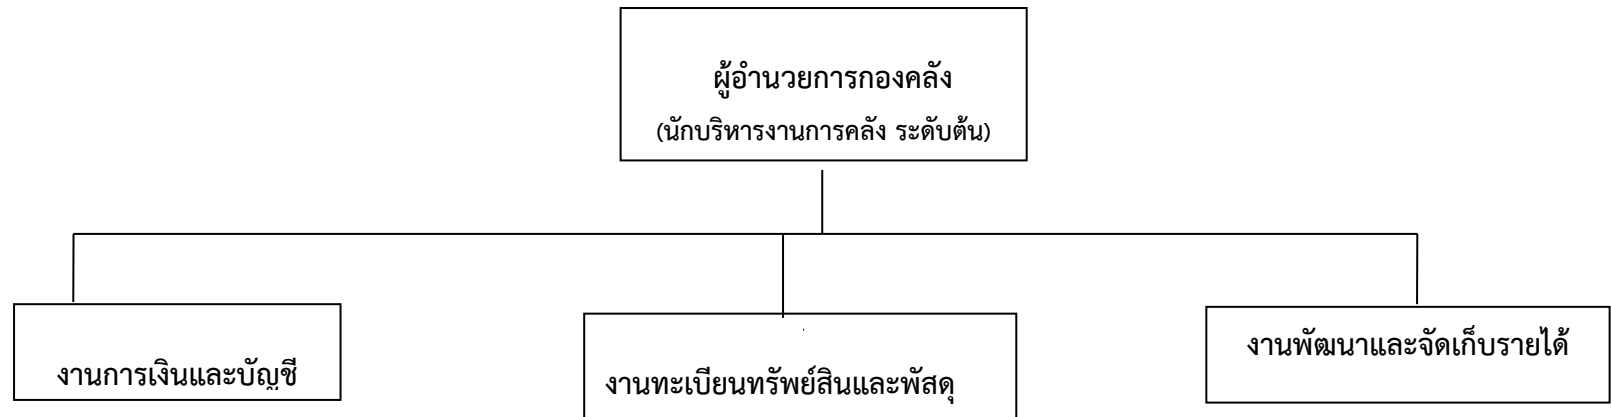 ผู้อำนวยการกองคลัง
(นักบริหารงานการคลัง ระดับต้น)
งานการเงินและบัญชี
งานทะเบียนทรัพย์สินและพัสดุ
งานพัฒนาและจัดเก็บรายได้